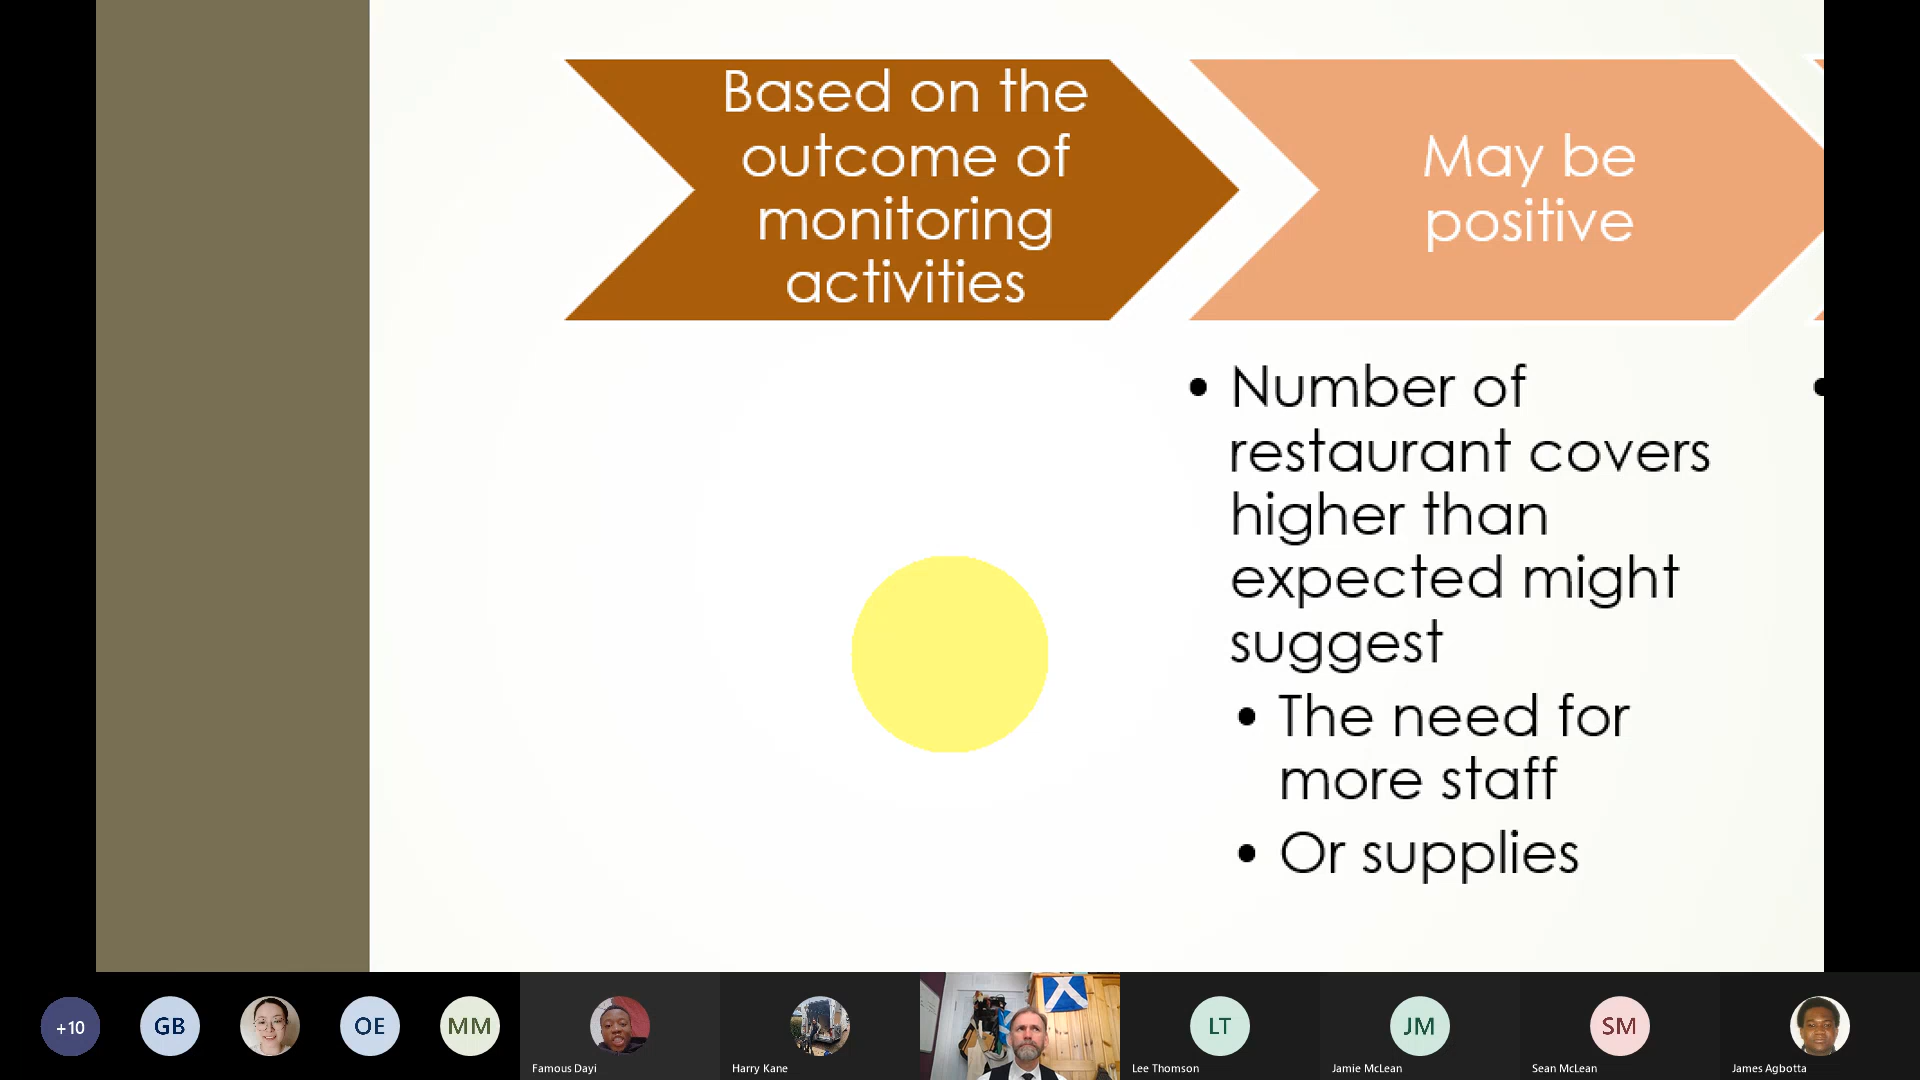 Based on the
outcome of
monitoring
activities
May be
positive
• Number of
restaurant covers
higher than
expected might
suggest
• The need for
more staff
• Or supplies
+10
GB
OE
MM
LT
JM
SM
Famous Dayi
Harry Kane
Lee Thomson
Jamie McLean
Sean McLean
James Agbotta